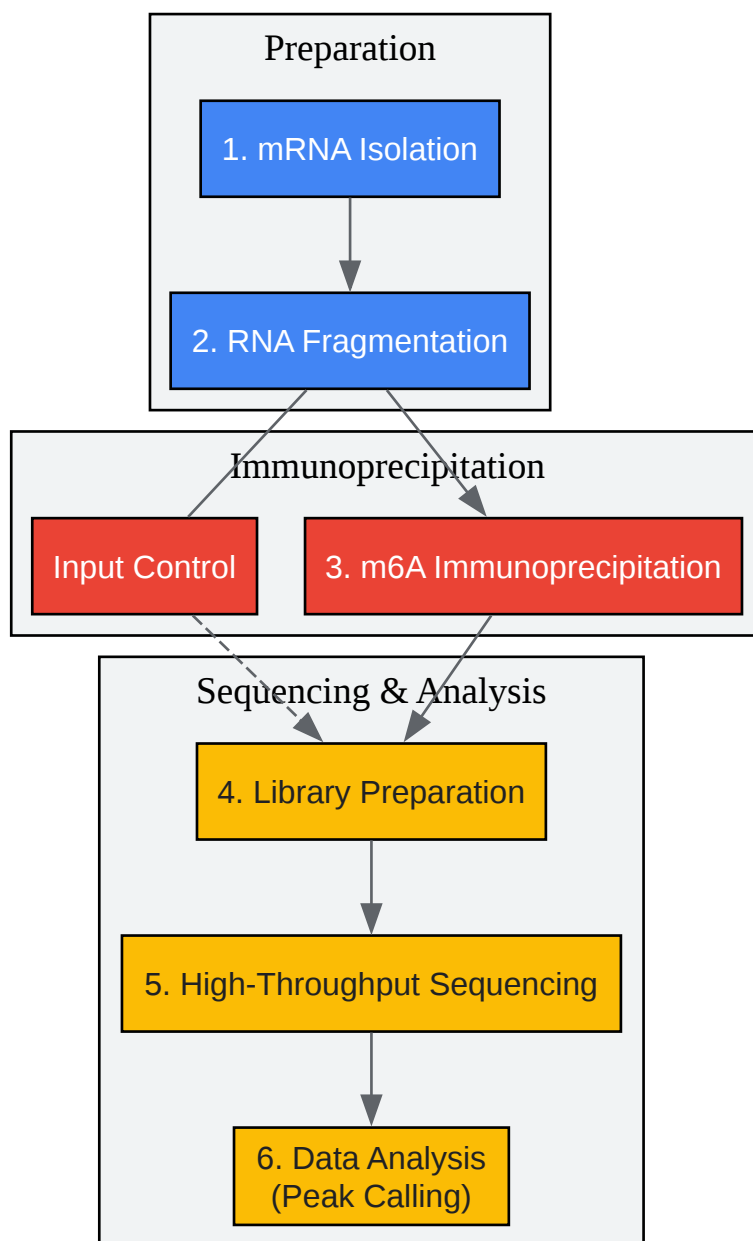 Preparation
1. mRNA Isolation
2. RNA Fragmentation
Immunoprecipitation
Input Control
3. m6A Immunoprecipitation
Sequencing & Analysis
4. Library Preparation
5. High-Throughput Sequencing
6. Data Analysis
(Peak Calling)